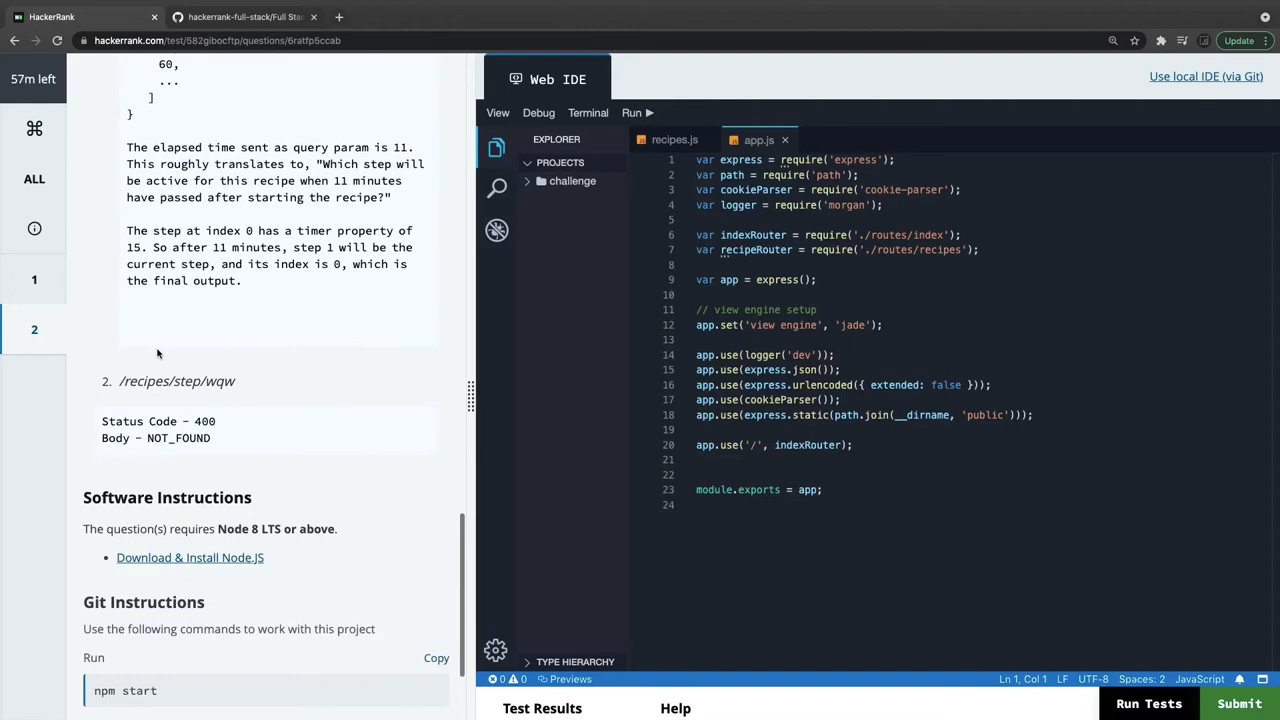 HackerRank
hackerrank-full-stack/Full Stac
hackerrank.com/test/582gibocftp/questions/6ratfp5ccab
Update
57m left
ALL
1
2
60,
...
]
}
The elapsed time sent as query param is 11.
This roughly translates to, "Which step will
be active for this recipe when 11 minutes
have passed after starting the recipe?"
The step at index 0 has a timer property of
15. So after 11 minutes, step 1 will be the
current step, and its index is 0, which is
the final output.
2. /recipes/step/wqw
Status Code - 400
Body - NOT_FOUND
Software Instructions
The question(s) requires Node 8 LTS or above.
• Download & Install Node.JS
Git Instructions
Use the following commands to work with this project
Run
Copy
npm start
Web IDE
Use local IDE (via Git)
View Debug Terminal Run
EXPLORER
PROJECTS
challenge
TYPE HIERARCHY
recipes.js
app.js
1 var express = require('express');
2 var path = require('path');
3 var cookieParser = require('cookie-parser');
4 var logger = require('morgan');
5
6 var indexRouter = require('./routes/index');
7 var recipeRouter = require('./routes/recipes');
8
9 var app = express();
10
11 // view engine setup
12 app.set('view engine', 'jade');
13
14 app.use(logger('dev'));
15 app.use(express.json());
16 app.use(express.urlencoded({ extended: false }));
17 app.use(cookieParser());
18 app.use(express.static(path.join(__dirname, 'public')));
19
20 app.use('/', indexRouter);
21
22
23 module.exports = app;
24
0 0 Previews
Ln 1, Col 1 LF UTF-8 Spaces: 2 JavaScript
Test Results
Help
Run Tests
Submit